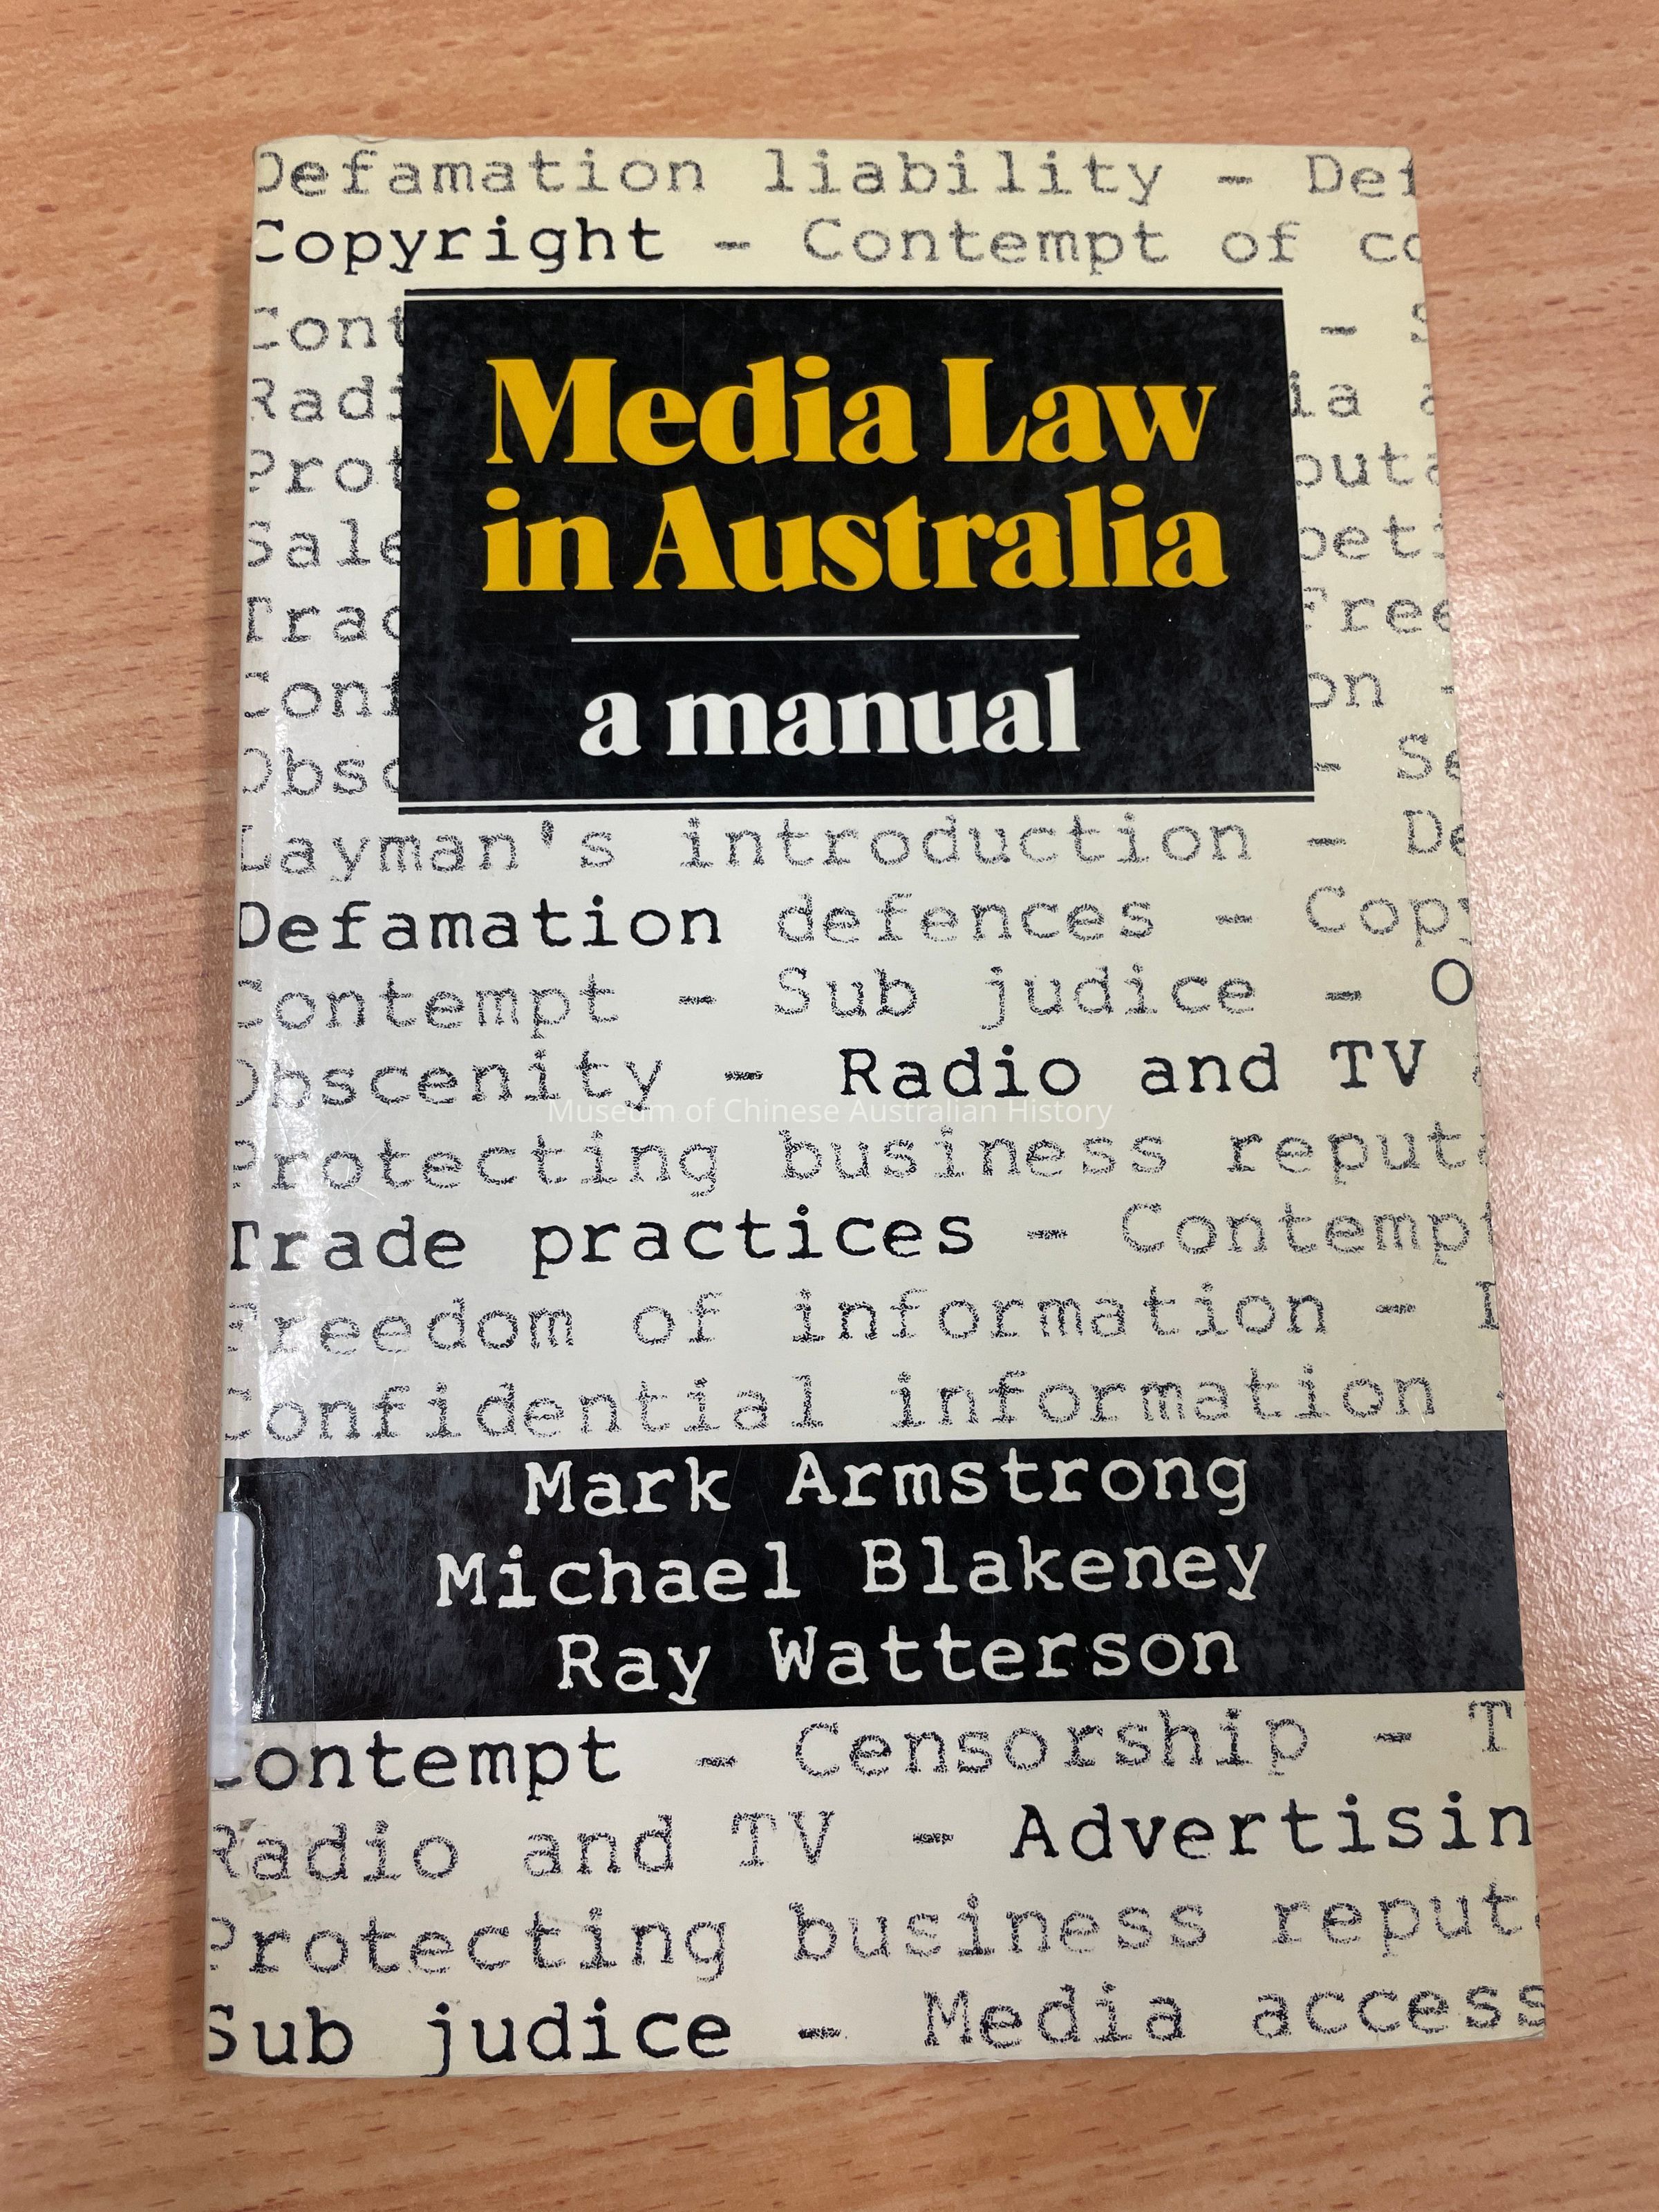 Defamation liability - Def
Copyright - Contempt of co
Media Law
in Australia
a manual
Layman's introduction - De
Defamation defences - Copy
Contempt - Sub judice - O
Obscenity - Radio and TV
Museum of Chinese Australian History
Protecting business reputa
Trade practices - Contempt
Freedom of information -
Confidential information
Mark Armstrong
Michael Blakeney
Ray Watterson
Contempt - Censorship - T
Radio and TV - Advertisin
Protecting business reput
Sub judice - Media access